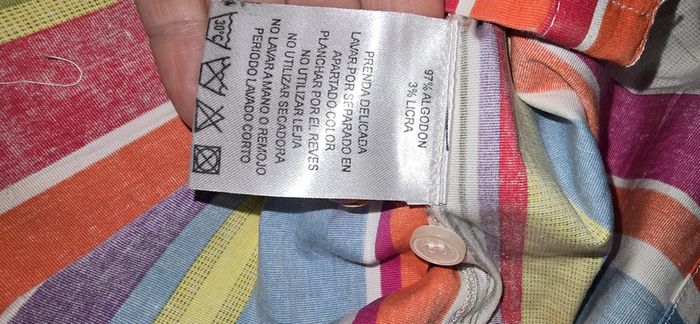 97% ALGODON
3% LICRA
PRENDA DELICADA
LAVAR POR SEPARADO EN
APARTADO COLOR
PLANCHAR POR EL REVES
NO UTILIZAR LEJIA
NO UTILIZAR SECADORA
NO LAVAR A MANO O REMOJO
PERIODO LAVADO CORTO
30°C